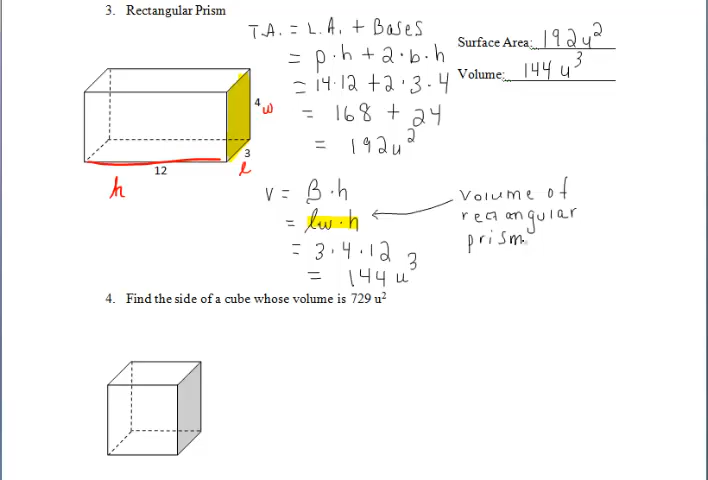 3. Rectangular Prism
T.A. = L.A. + Bases
= p·h + 2·b·h
= 14·12 + 2·3·4
= 168 + 24
= 192u²
Surface Area: 192u²
Volume: 144 u³
4 w
3
l
12
h
V = B·h
= lw·h
= 3·4·12
= 144 u³
volume of
rectangular
prism
4. Find the side of a cube whose volume is 729 u²